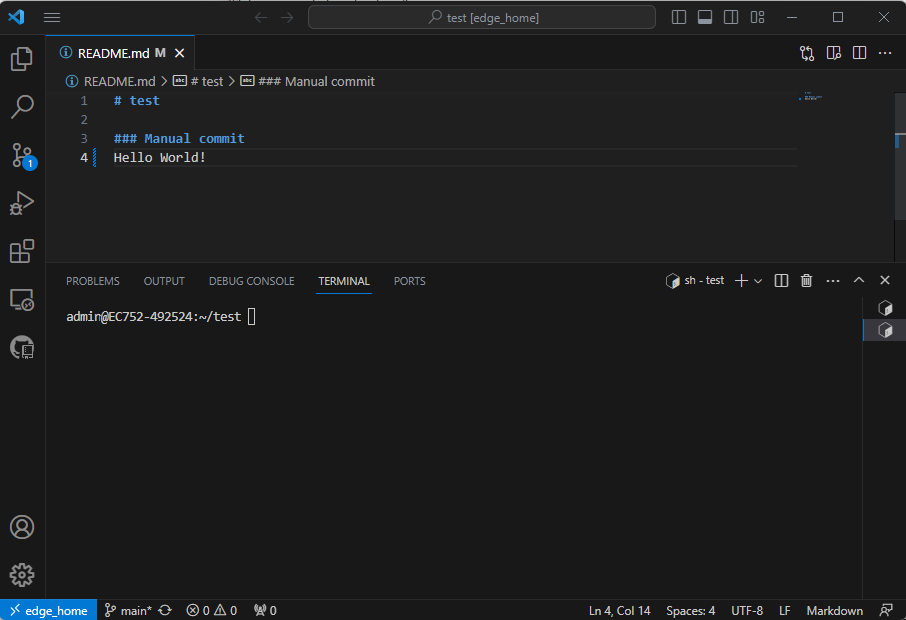 test [edge_home]
README.md M
README.md > # test > ### Manual commit
1 # test
2
3 ### Manual commit
4 Hello World!
1
PROBLEMS OUTPUT DEBUG CONSOLE TERMINAL PORTS
sh - test
admin@EC752-492524:~/test
edge_home main* 0 0 0 Ln 4, Col 14 Spaces: 4 UTF-8 LF Markdown